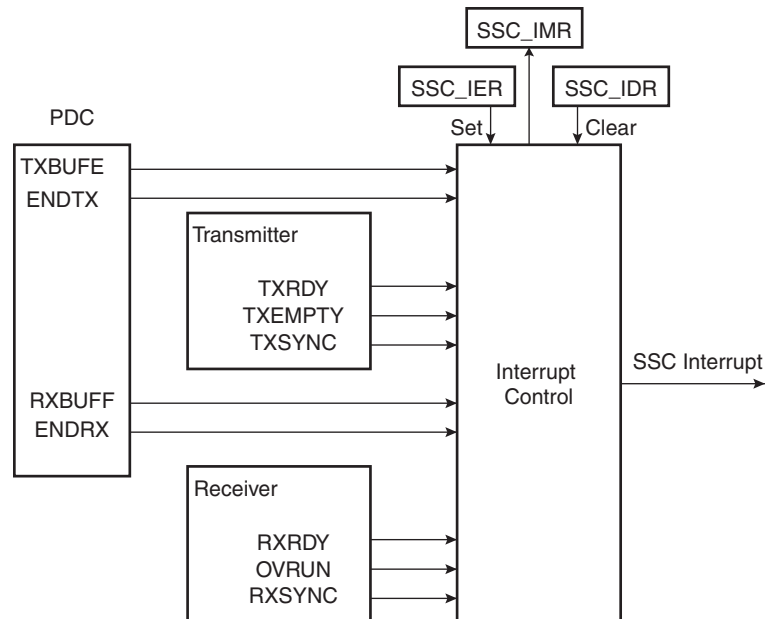 SSC_IMR
SSC_IER
SSC_IDR
PDC
Set
Clear
TXBUFE
ENDTX
Transmitter
TXRDY
TXEMPTY
TXSYNC
SSC Interrupt
Interrupt
Control
RXBUFF
ENDRX
Receiver
RXRDY
OVRUN
RXSYNC